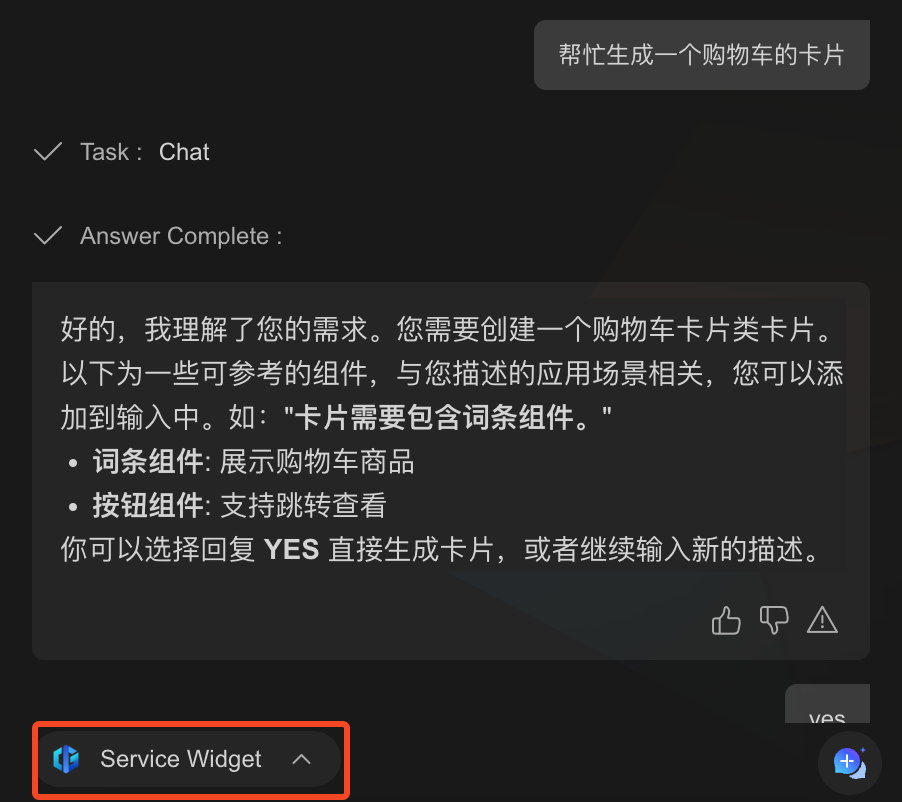 帮忙生成一个购物车的卡片
Task : Chat
Answer Complete :
好的，我理解了您的需求。您需要创建一个购物车卡片类卡片。
以下为一些可参考的组件，与您描述的应用场景相关，您可以添
加到输入中。如："卡片需要包含词条组件。"
• 词条组件: 展示购物车商品
• 按钮组件: 支持跳转查看
你可以选择回复 YES 直接生成卡片，或者继续输入新的描述。
yes
Service Widget